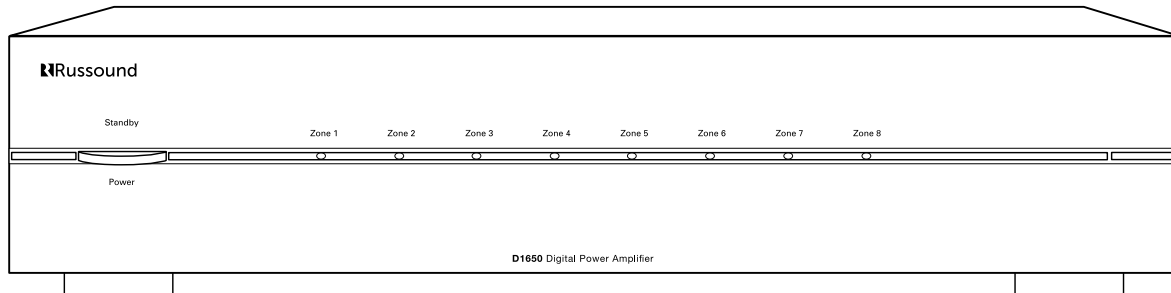 Russound
Standby
Zone 1 Zone 2 Zone 3 Zone 4 Zone 5 Zone 6 Zone 7 Zone 8
Power
D1650 Digital Power Amplifier